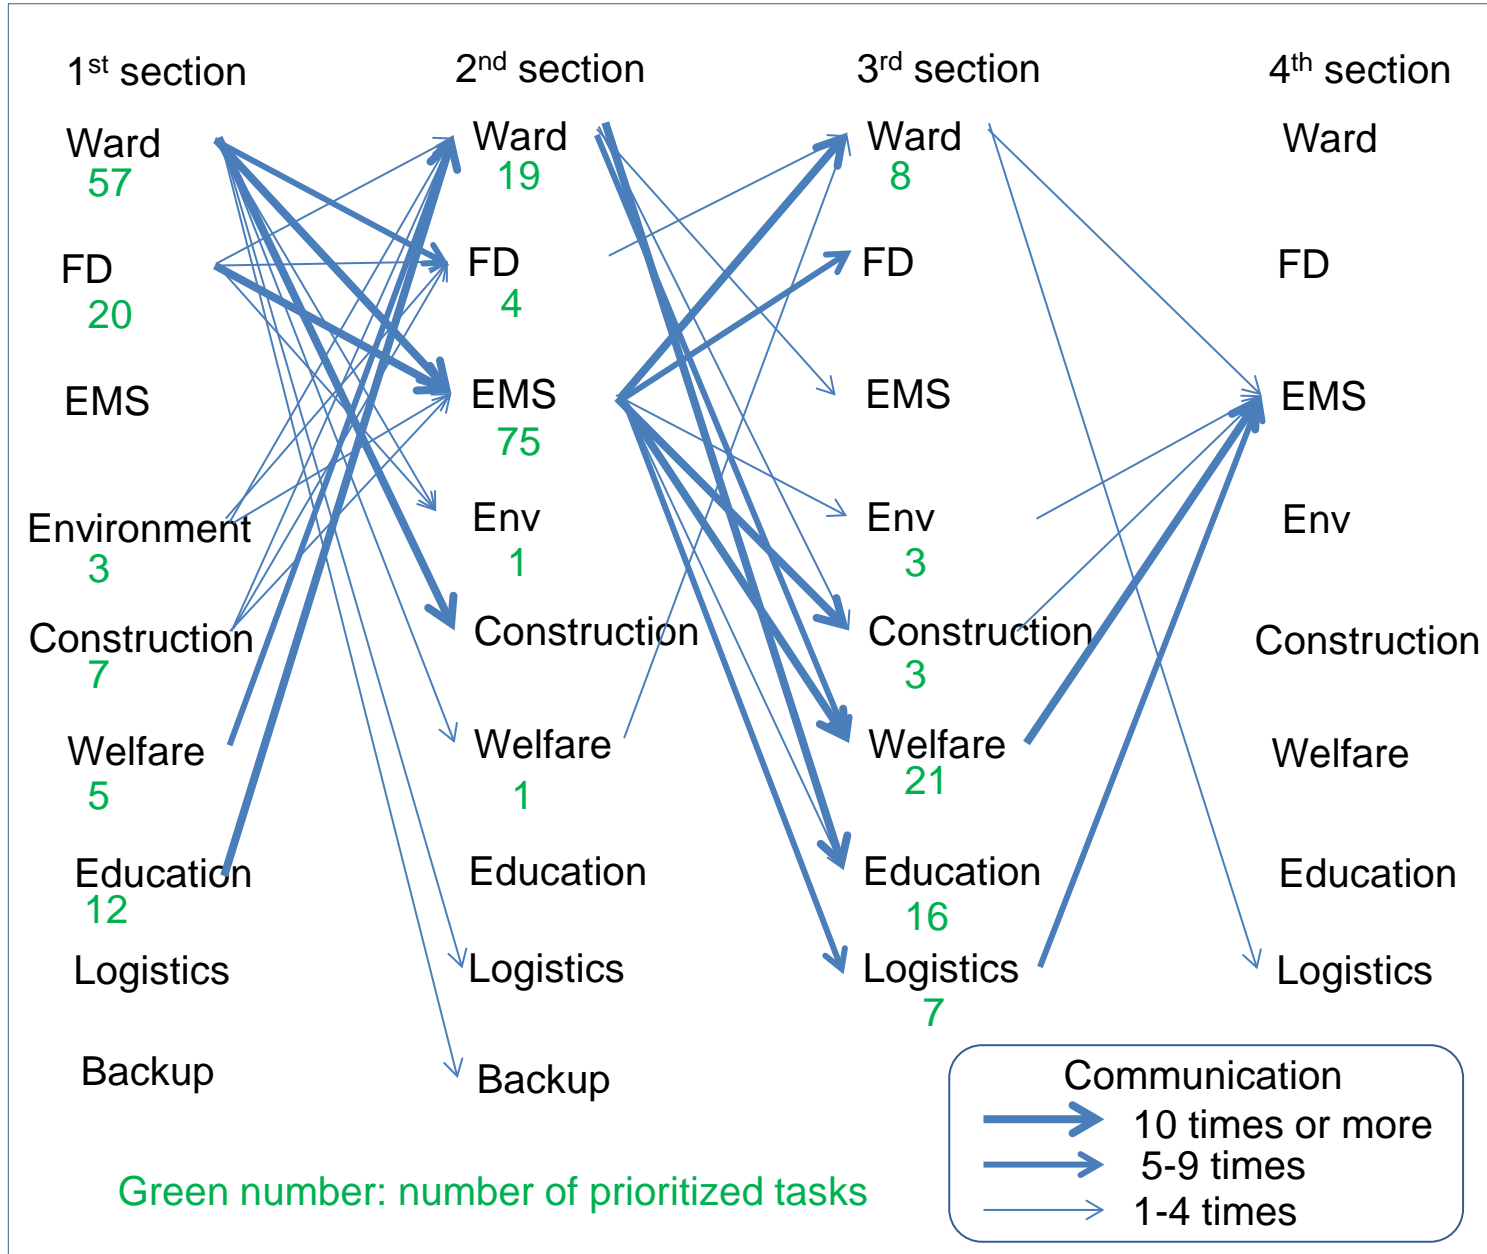 1st section 2nd section 3rd section 4th section
Ward Ward Ward Ward
57 19 8
FD FD FD FD
20 4
EMS EMS EMS EMS
75
Environment Env Env Env
3 1 3
Construction Construction Construction Construction
7 3
Welfare Welfare Welfare Welfare
5 1 21
Education Education Education Education
12 16
Logistics Logistics Logistics Logistics
7
Backup Backup
Communication
10 times or more
5-9 times
1-4 times
Green number: number of prioritized tasks